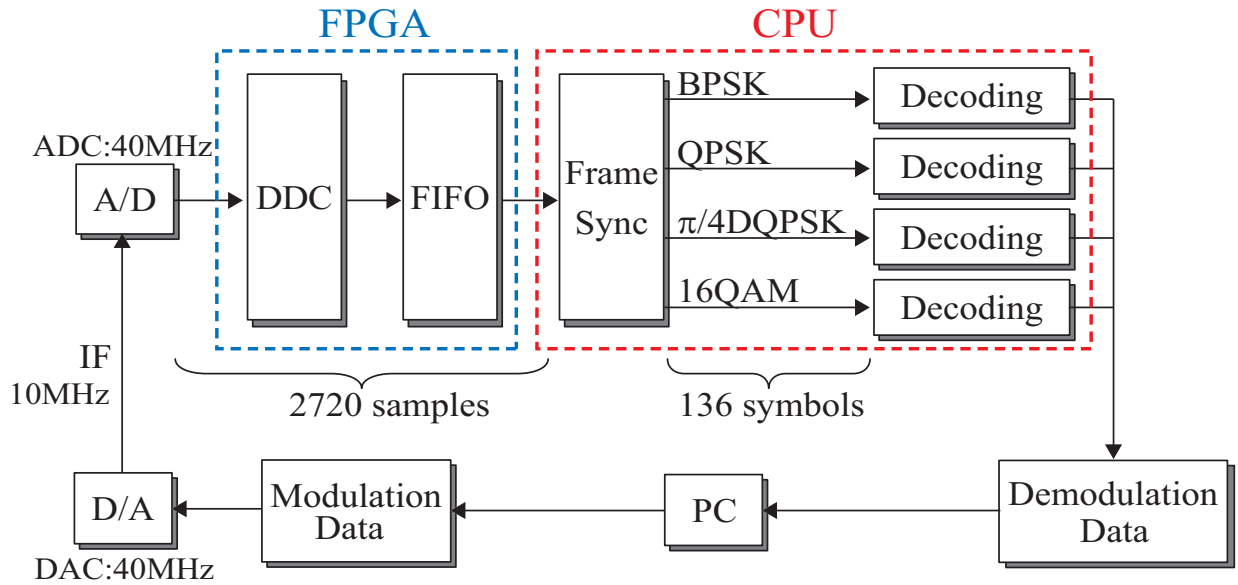 FPGA
CPU
ADC:40MHz
A/D
DDC
FIFO
Frame
Sync
BPSK
Decoding
QPSK
Decoding
π/4DQPSK
Decoding
16QAM
Decoding
IF
10MHz
2720 samples
136 symbols
D/A
DAC:40MHz
Modulation
Data
PC
Demodulation
Data